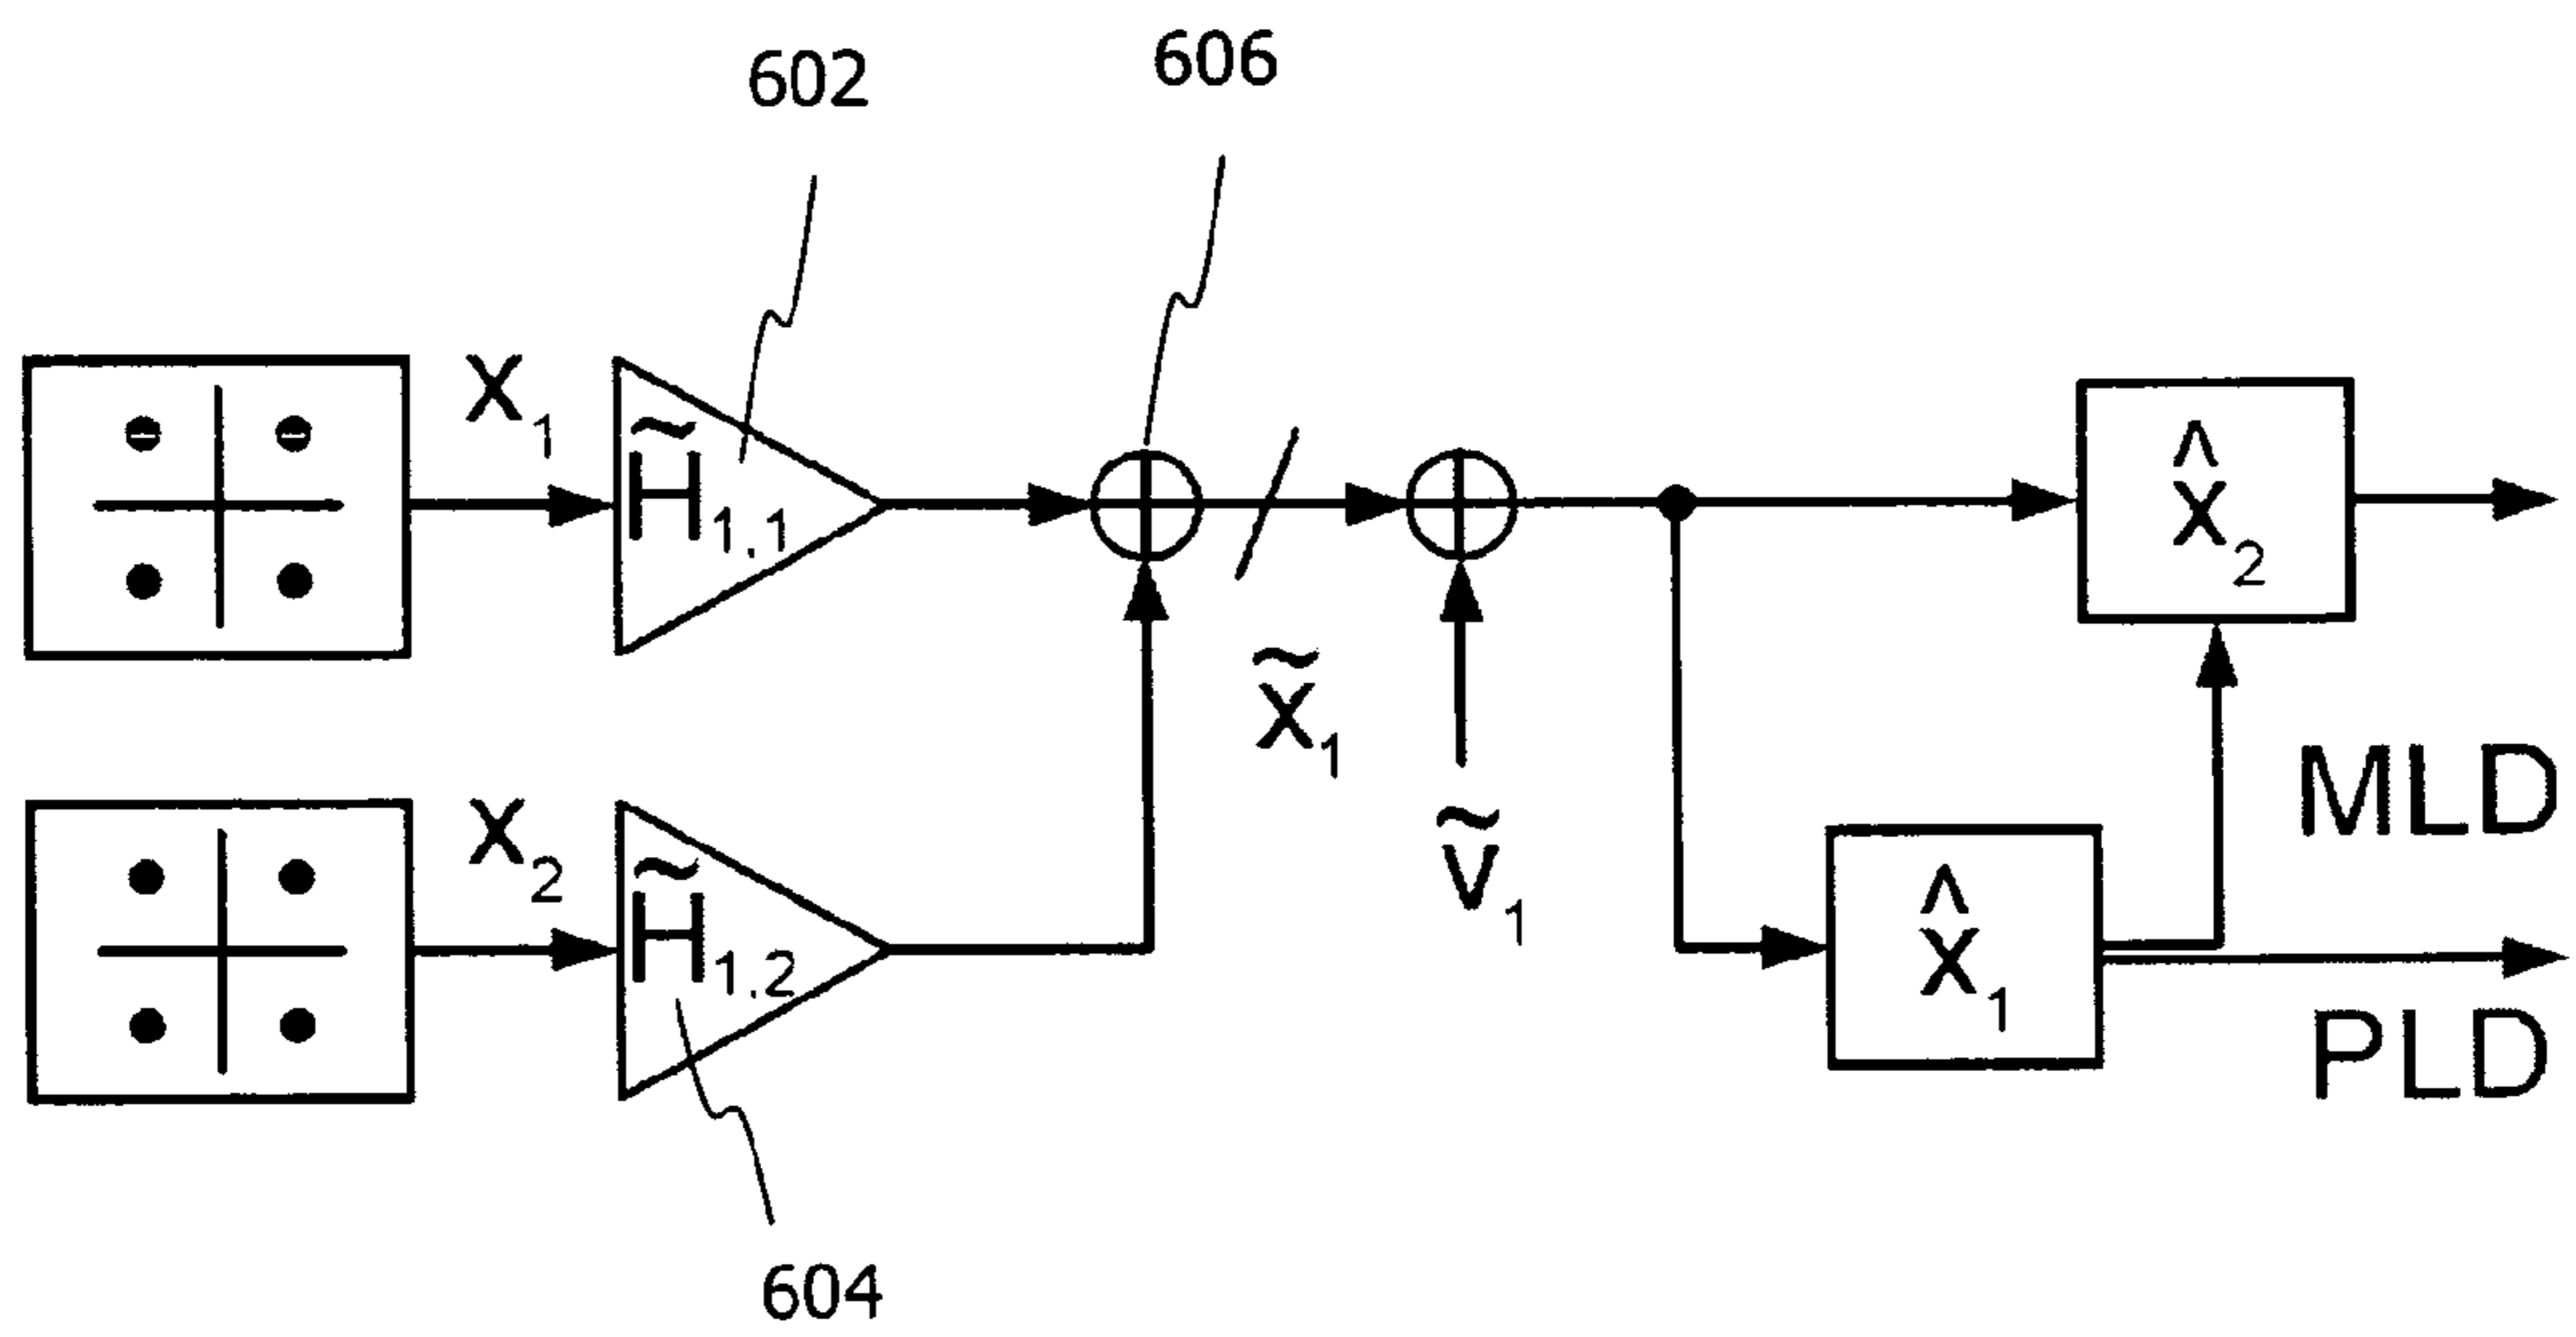 602
606
x₁
H̃₁.₁
x̂₂
x̃₁
MLD
x₂
H̃₁.₂
ṽ₁
x̂₁
PLD
604